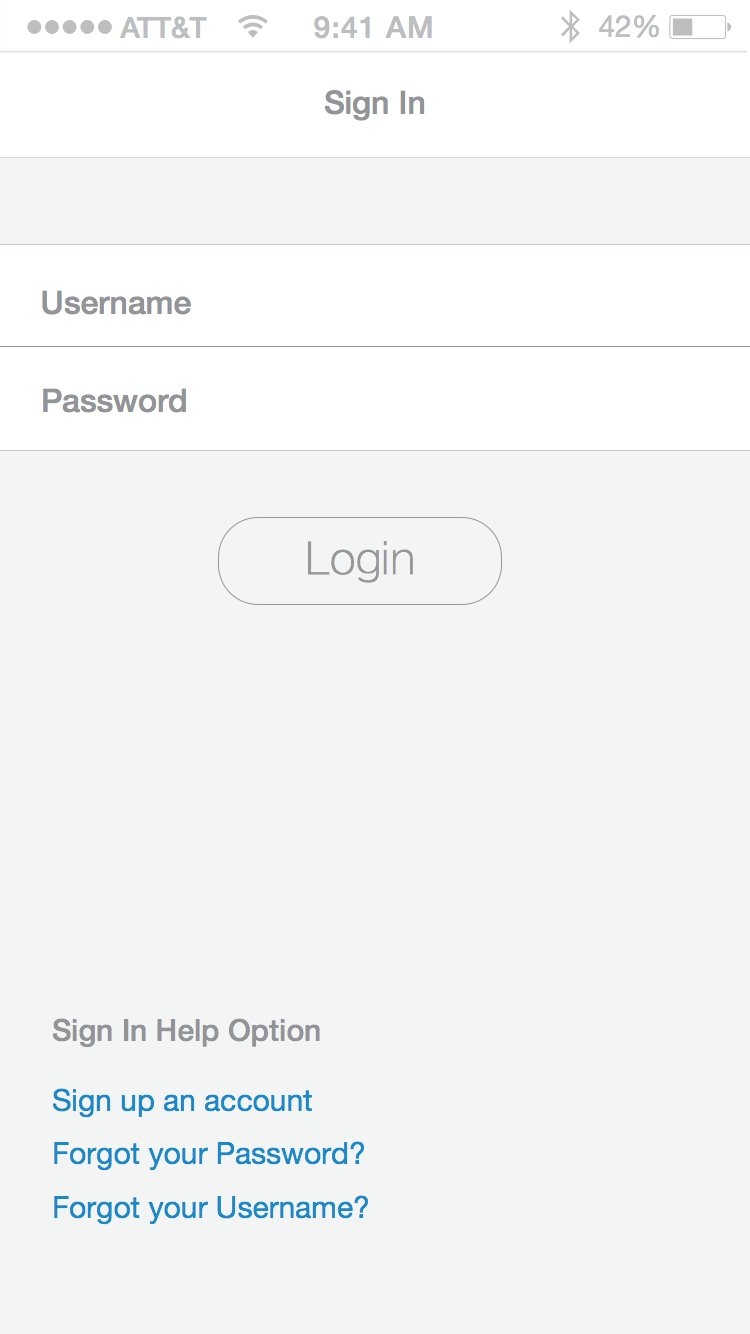 ATT&T 9:41 AM 42%
Sign In
Username
Password
Login
Sign In Help Option
Sign up an account
Forgot your Password?
Forgot your Username?